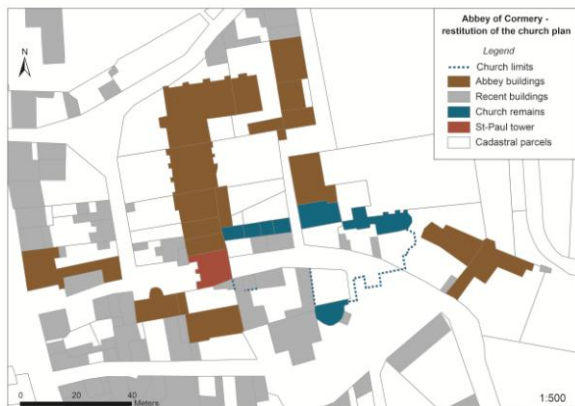 Abbey of Cormery -
restitution of the church plan
Legend
Church limits
Abbey buildings
Recent buildings
Church remains
St-Paul tower
Cadastral parcels
N
0 20 40
Meters
1:500